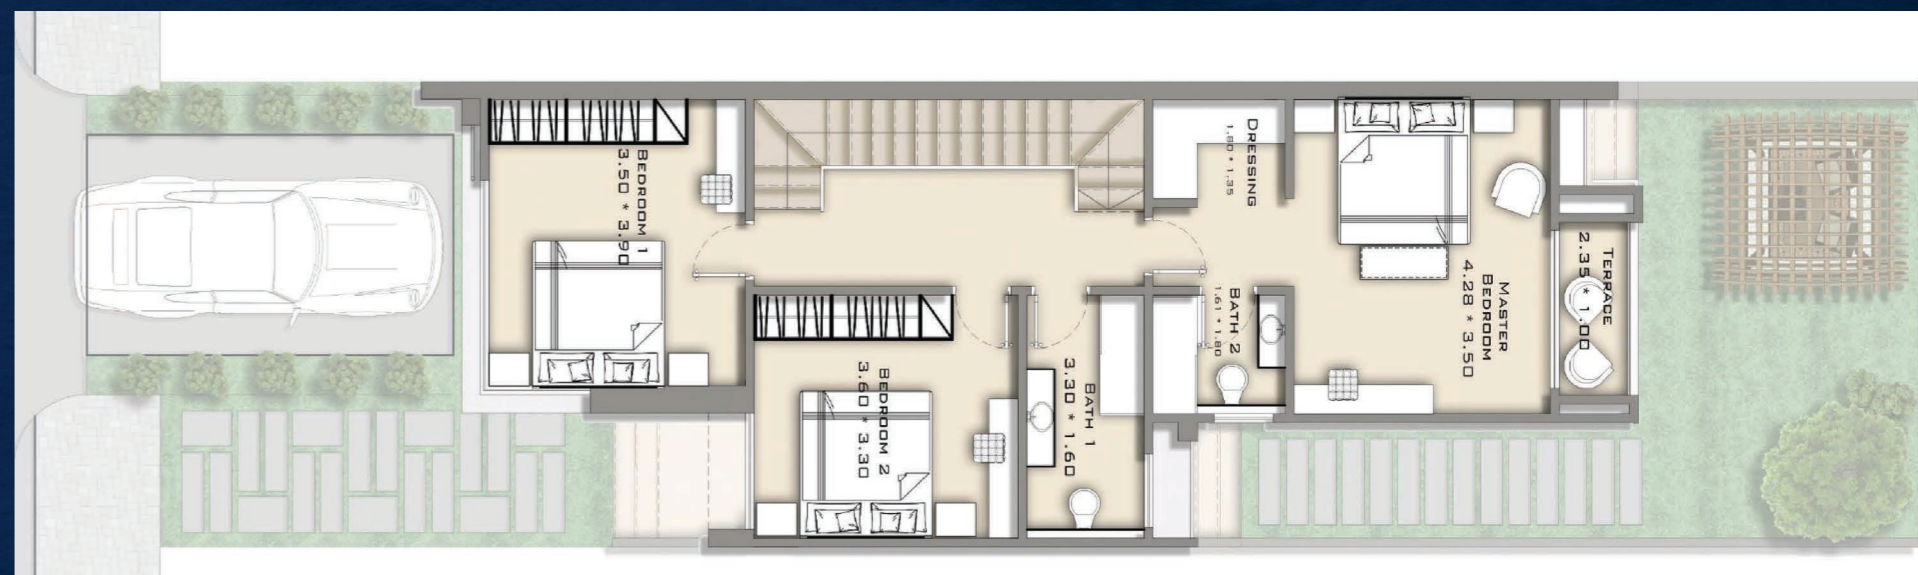 BEDROOM 1
3.50 * 3.90
BEDROOM 2
3.60 * 3.30
BATH 1
3.30 * 1.60
DRESSING
1.80 * 1.35
BATH 2
1.61 * 1.80
MASTER
BEDROOM
4.28 * 3.50
TERRACE
2.35 * 1.00